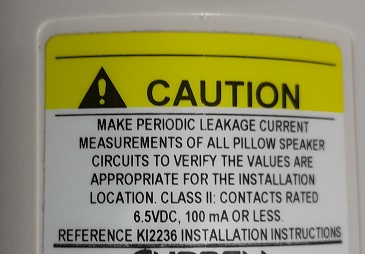 CAUTION
MAKE PERIODIC LEAKAGE CURRENT
MEASUREMENTS OF ALL PILLOW SPEAKER
CIRCUITS TO VERIFY THE VALUES ARE
APPROPRIATE FOR THE INSTALLATION
LOCATION. CLASS II: CONTACTS RATED
6.5VDC, 100 mA OR LESS.
REFERENCE KI2236 INSTALLATION INSTRUCTIONS